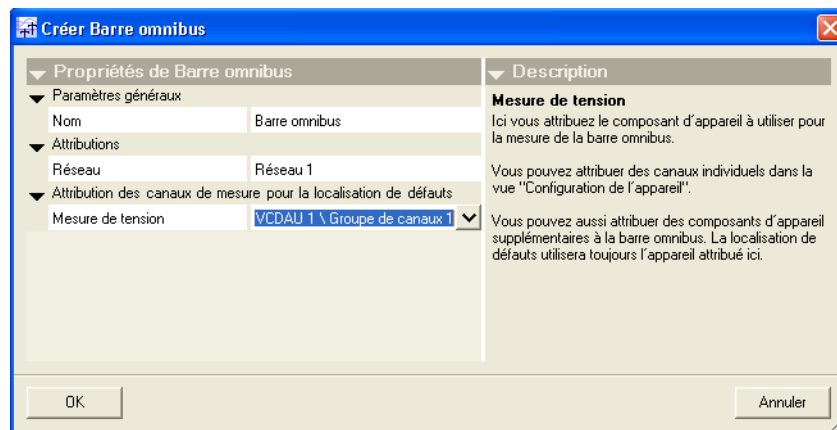 Créer Barre omnibus
Propriétés de Barre omnibus
Paramètres généraux
Nom Barre omnibus
Attributions
Réseau Réseau 1
Attribution des canaux de mesure pour la localisation de défauts
Mesure de tension VCDAU 1 \ Groupe de canaux 1
Description
Mesure de tension
Ici vous attribuez le composant d´appareil à utiliser pour
la mesure de la barre omnibus.
Vous pouvez attribuer des canaux individuels dans la
vue "Configuration de l´appareil".
Vous pouvez aussi attribuer des composants d´appareil
supplémentaires à la barre omnibus. La localisation de
défauts utilisera toujours l´appareil attribué ici.
OK
Annuler